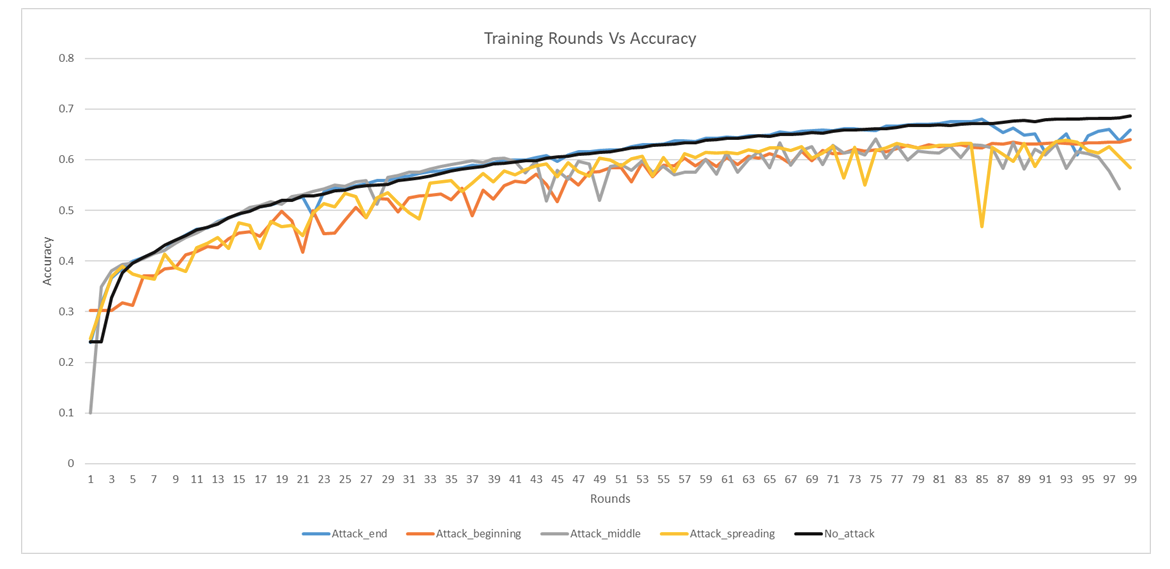 Training Rounds Vs Accuracy
0.8
0.7
0.6
0.5
0.4
0.3
0.2
0.1
0
Accuracy
1 3 5 7 9 11 13 15 17 19 21 23 25 27 29 31 33 35 37 39 41 43 45 47 49 51 53 55 57 59 61 63 65 67 69 71 73 75 77 79 81 83 85 87 89 91 93 95 97 99
Rounds
Attack_end Attack_beginning Attack_middle Attack_spreading No_attack